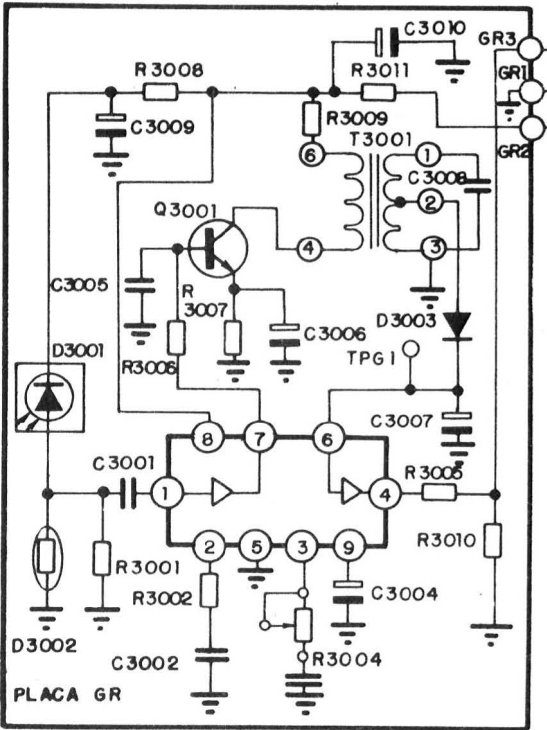 C3010
GR3
R3008
R3011
GR1
C3009
R3009
T3001
GR2
6
1
C3008
Q3001
2
4
3
C3005
R
3007
C3006
D3003
R3006
TPG1
D3001
C3007
8
7
6
C3001
R3005
1
4
2
5
3
9
R3001
R3002
C3004
R3010
D3002
C3002
R3004
PLACA GR